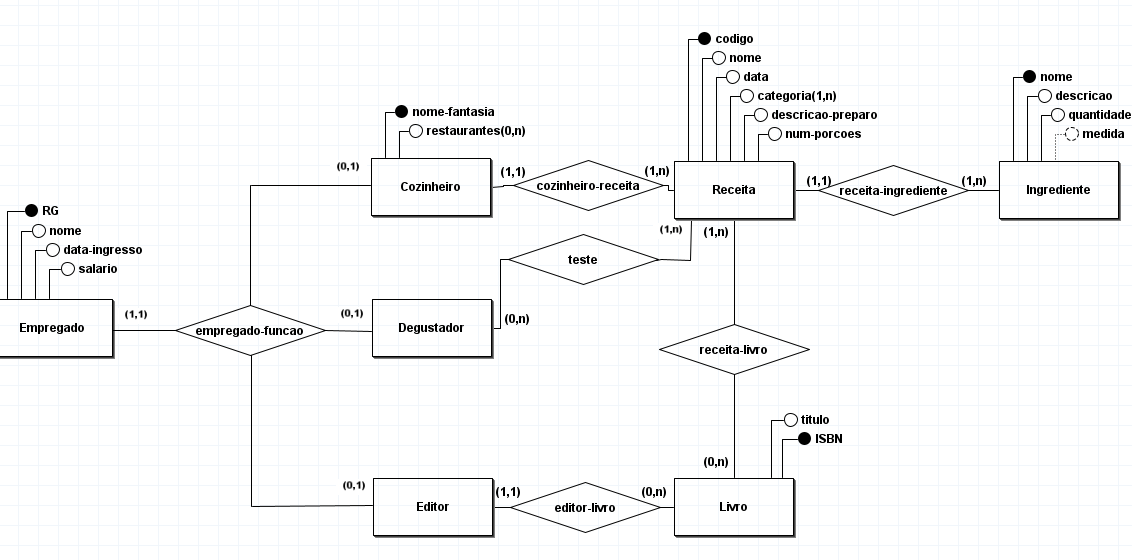 codigo
nome
data
categoria(1,n)
descricao-preparo
num-porcoes
nome
descricao
quantidade
medida
nome-fantasia
restaurantes(0,n)
(0,1)
Cozinheiro
(1,1)
cozinheiro-receita
(1,n)
Receita
(1,1)
receita-ingrediente
(1,n)
Ingrediente
RG
nome
data-ingresso
salario
(1,n)
(1,n)
teste
(0,n)
Empregado
(1,1)
empregado-funcao
(0,1)
Degustador
receita-livro
titulo
ISBN
(0,n)
(0,1)
Editor
(1,1)
editor-livro
(0,n)
Livro